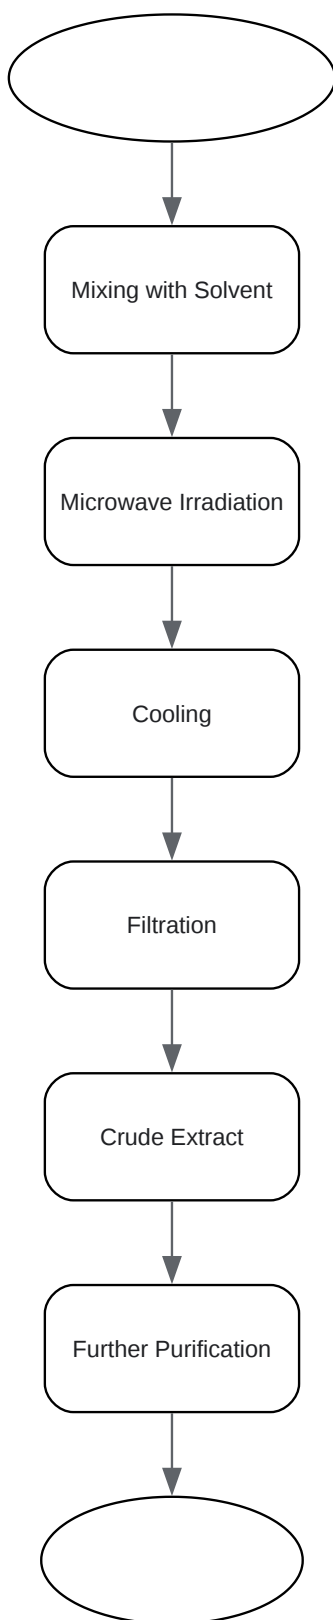 Mixing with Solvent
Microwave Irradiation
Cooling
Filtration
Crude Extract
Further Purification